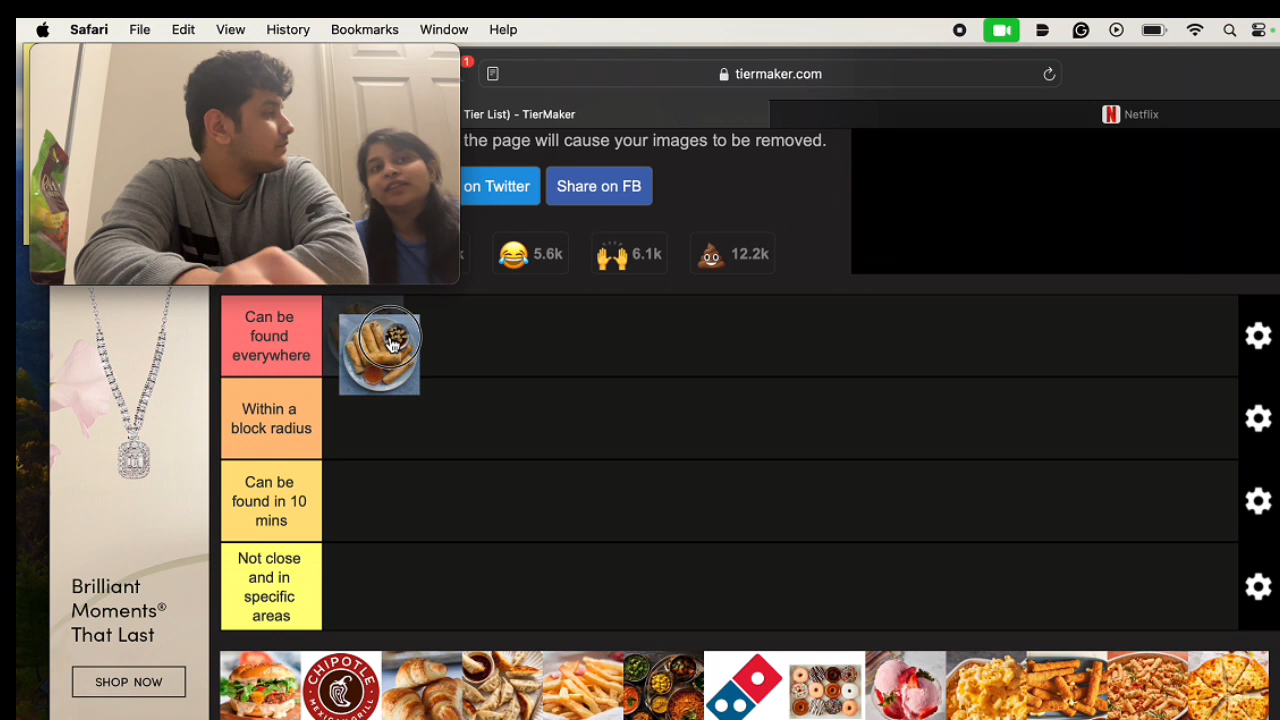 Safari File Edit View History Bookmarks Window Help
1
tiermaker.com
Tier List) - TierMaker
N Netflix
the page will cause your images to be removed.
on Twitter
Share on FB
k
5.6k
6.1k
12.2k
Can be
found
everywhere
Within a
block radius
Can be
found in 10
mins
Not close
and in
specific
areas
Brilliant
Moments®
That Last
SHOP NOW
CHIPOTLE
MEXICAN GRILL